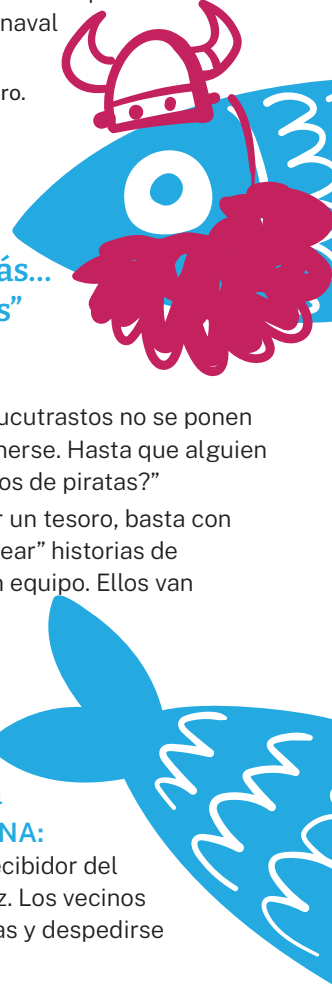 naval
ro.
ás...
s”
ucutrastos no se ponen
nerse. Hasta que alguien
os de piratas?”
r un tesoro, basta con
ear” historias de
n equipo. Ellos van
NA:
ecibidor del
z. Los vecinos
as y despedirse